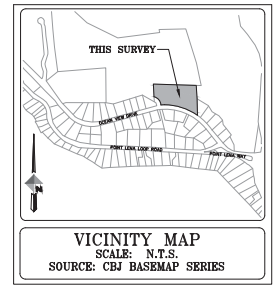 THIS SURVEY
OCEAN VIEW DRIVE
POINT LENA LOOP ROAD
POINT LENA WAY
N
VICINITY MAP
SCALE: N.T.S.
SOURCE: CBJ BASEMAP SERIES